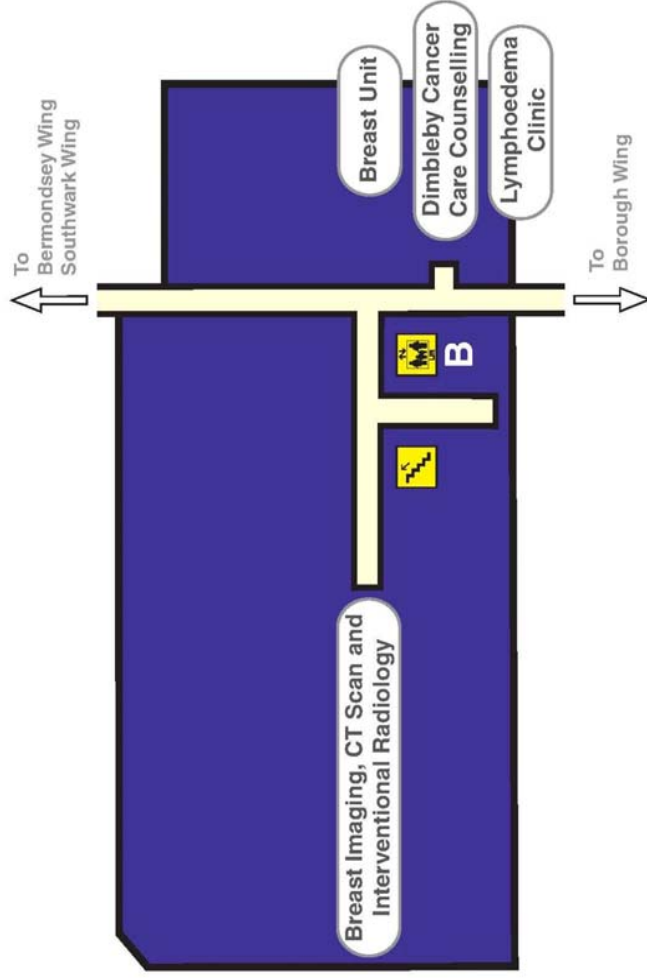 To
Bermondsey Wing
Southwark Wing
Breast Unit
Dimbleby Cancer
Care Counselling
Lymphoedema
Clinic
To
Borough Wing
B
Breast Imaging, CT Scan and
Interventional Radiology